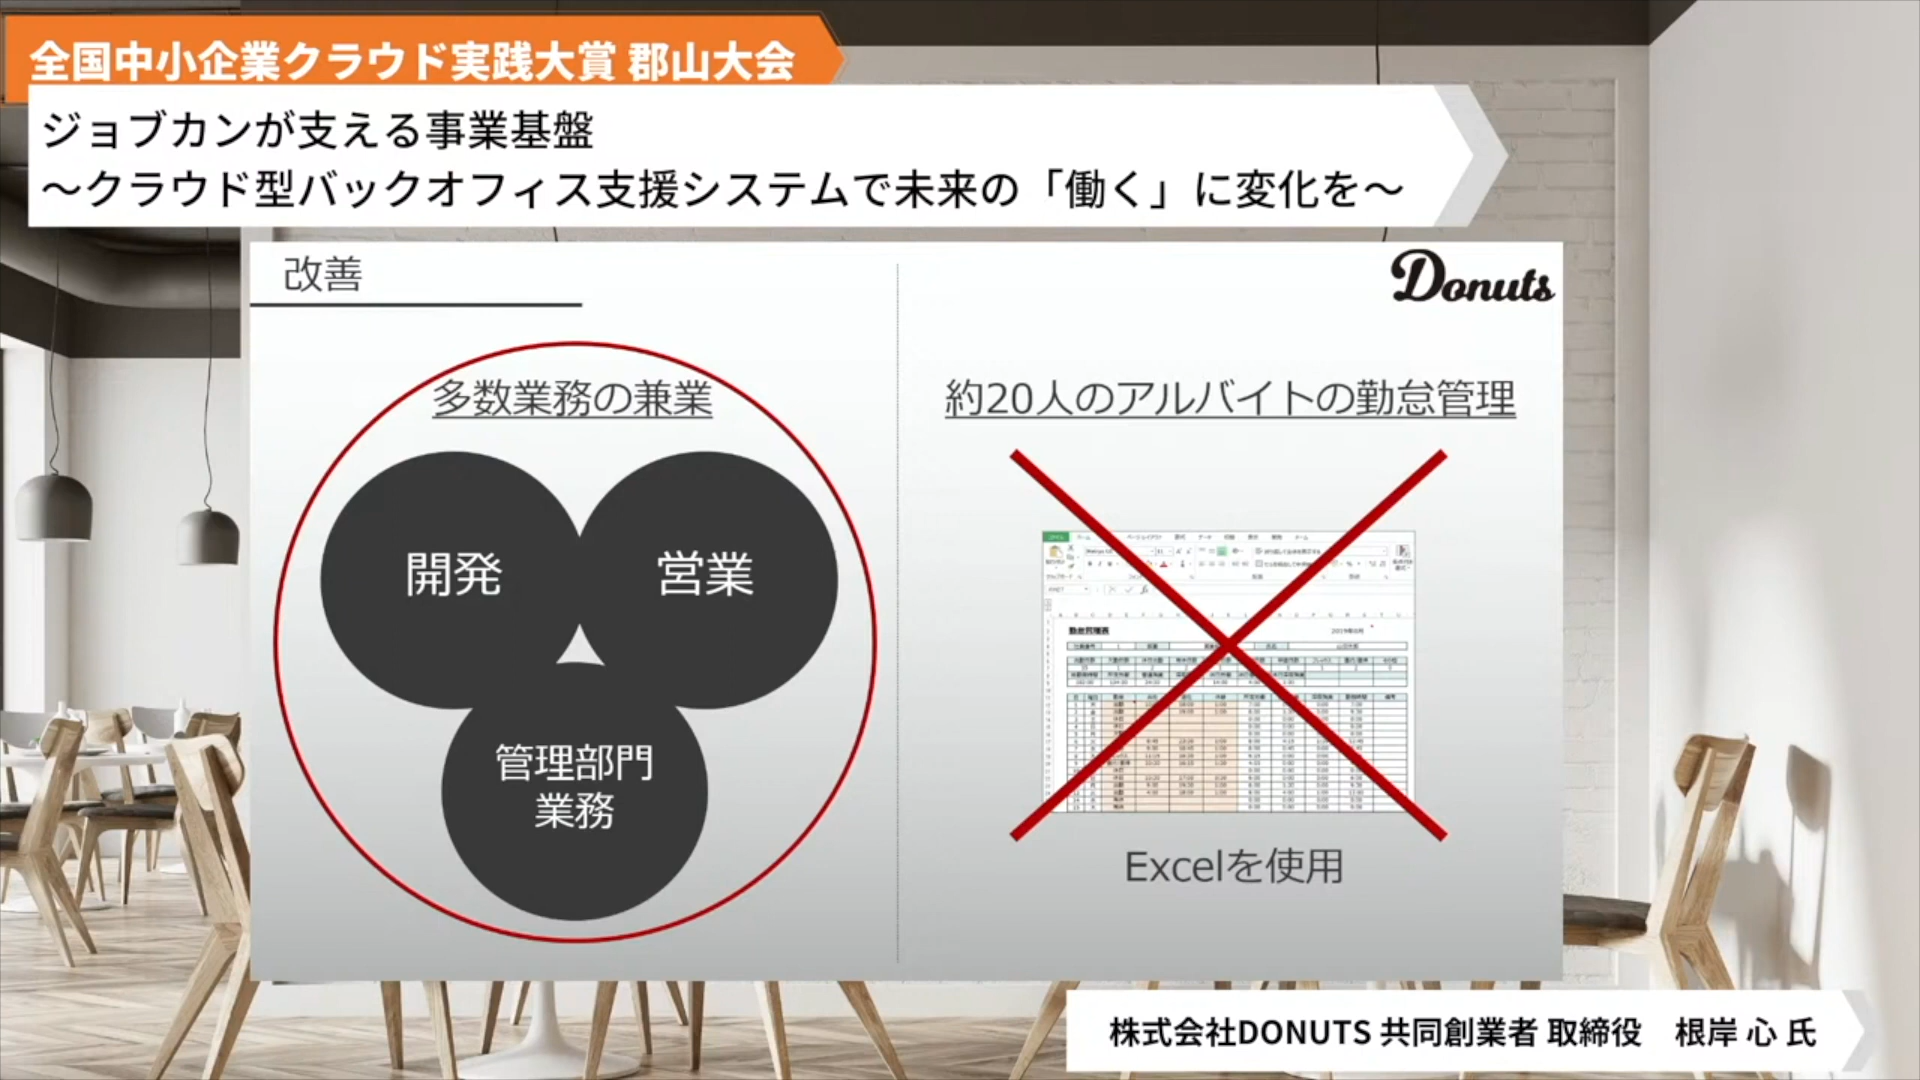 全国中小企業クラウド実践大賞 郡山大会
ジョブカンが支える事業基盤
～クラウド型バックオフィス支援システムで未来の「働く」に変化を～
改善
Donuts
多数業務の兼業
開発
営業
管理部門
業務
約20人のアルバイトの勤怠管理
勤怠管理表
Excelを使用
株式会社DONUTS 共同創業者 取締役　根岸 心 氏